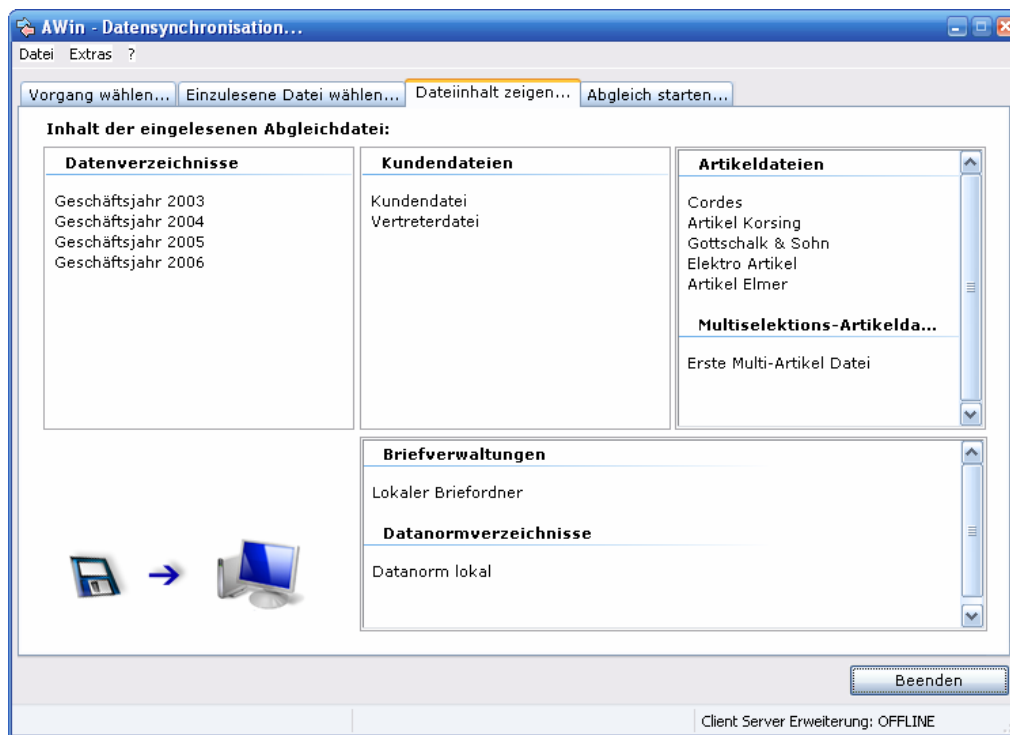 AWin - Datensynchronisation...
Datei Extras ?
Vorgang wählen... Einzulesene Datei wählen... Dateiinhalt zeigen... Abgleich starten...
Inhalt der eingelesenen Abgleichdatei:
Datenverzeichnisse
Geschäftsjahr 2003
Geschäftsjahr 2004
Geschäftsjahr 2005
Geschäftsjahr 2006
Kundendateien
Kundendatei
Vertreterdatei
Artikeldateien
Cordes
Artikel Korsing
Gottschalk & Sohn
Elektro Artikel
Artikel Elmer
Multiselektions-Artikelda...
Erste Multi-Artikel Datei
Briefverwaltungen
Lokaler Briefordner
Datanormverzeichnisse
Datanorm lokal
Beenden
Client Server Erweiterung: OFFLINE